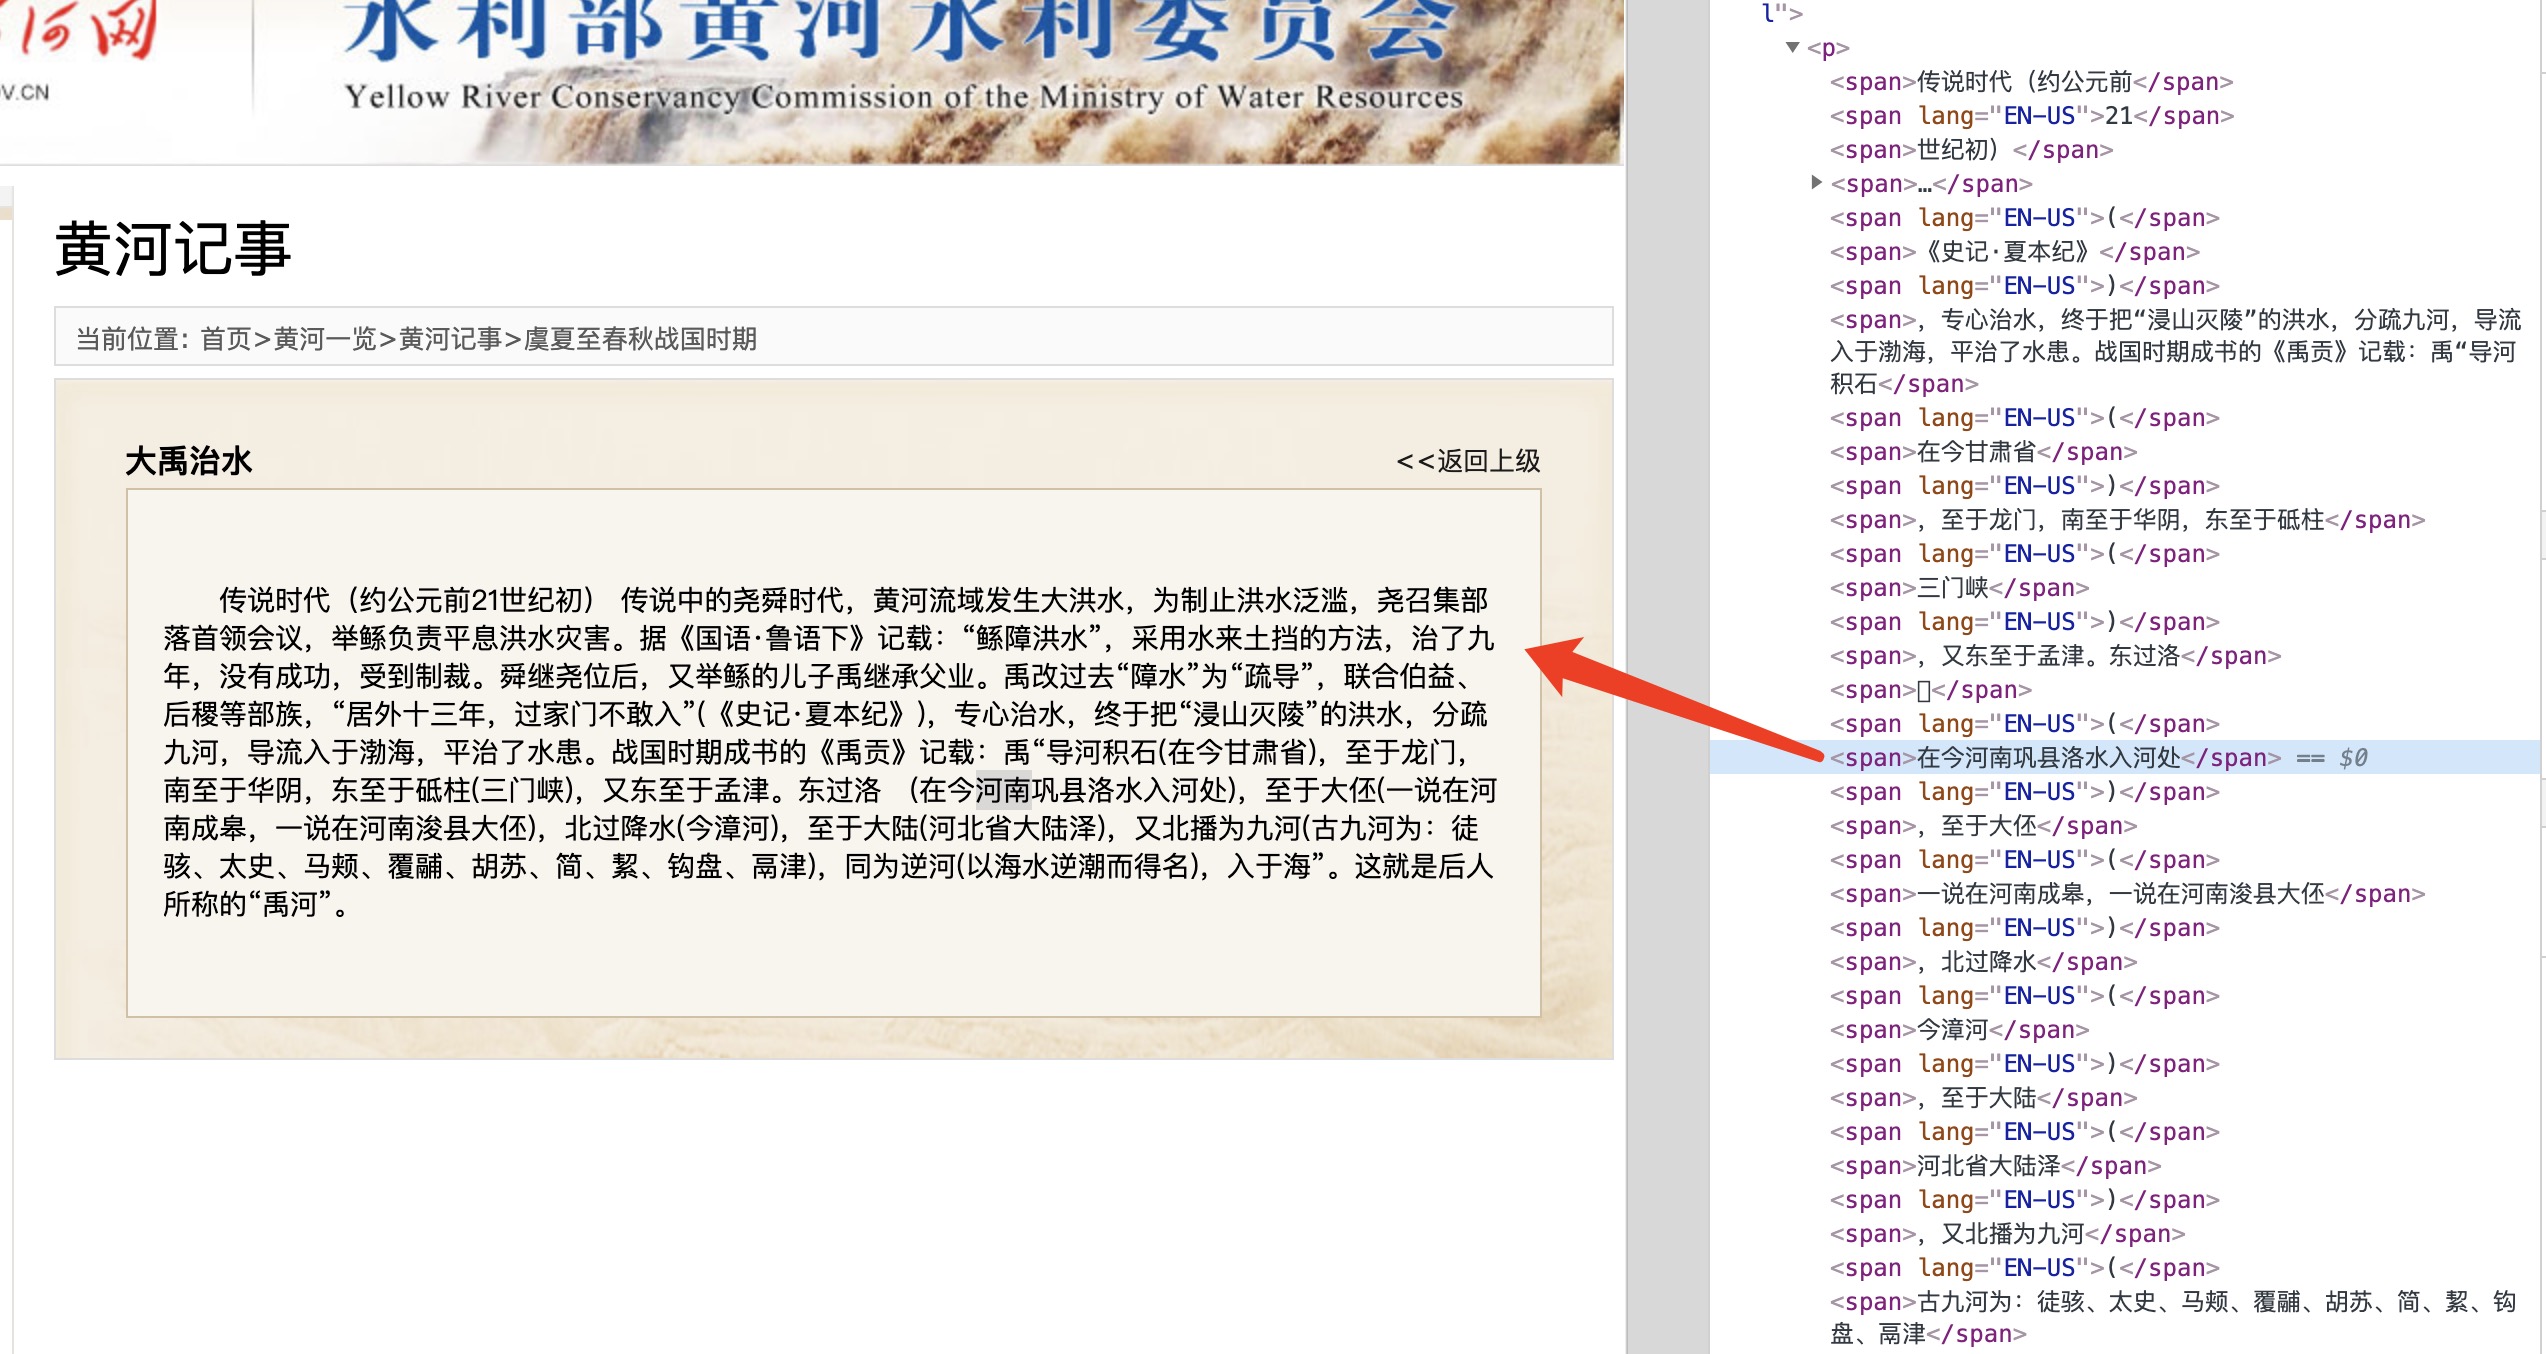 河网
V.CN
水利部黄河水利委员会
Yellow River Conservancy Commission of the Ministry of Water Resources
黄河记事
当前位置：首页>黄河一览>黄河记事>虞夏至春秋战国时期
大禹治水
<<返回上级
传说时代（约公元前21世纪初） 传说中的尧舜时代，黄河流域发生大洪水，为制止洪水泛滥，尧召集部
落首领会议，举鲧负责平息洪水灾害。据《国语·鲁语下》记载：“鲧障洪水”，采用水来土挡的方法，治了九
年，没有成功，受到制裁。舜继尧位后，又举鲧的儿子禹继承父业。禹改过去“障水”为“疏导”，联合伯益、
后稷等部族，“居外十三年，过家门不敢入”(《史记·夏本纪》)，专心治水，终于把“浸山灭陵”的洪水，分疏
九河，导流入于渤海，平治了水患。战国时期成书的《禹贡》记载：禹“导河积石(在今甘肃省)，至于龙门，
南至于华阴，东至于砥柱(三门峡)，又东至于孟津。东过洛 (在今河南巩县洛水入河处)，至于大伾(一说在河
南成皋，一说在河南浚县大伾)，北过降水(今漳河)，至于大陆(河北省大陆泽)，又北播为九河(古九河为：徒
骇、太史、马颊、覆鬴、胡苏、简、絜、钩盘、鬲津)，同为逆河(以海水逆潮而得名)，入于海”。这就是后人
所称的“禹河”。
l">
<p>
<span>传说时代（约公元前</span>
<span lang="EN-US">21</span>
<span>世纪初）</span>
<span>…</span>
<span lang="EN-US">(</span>
<span>《史记·夏本纪》</span>
<span lang="EN-US">)</span>
<span>，专心治水，终于把“浸山灭陵”的洪水，分疏九河，导流
入于渤海，平治了水患。战国时期成书的《禹贡》记载：禹“导河
积石</span>
<span lang="EN-US">(</span>
<span>在今甘肃省</span>
<span lang="EN-US">)</span>
<span>，至于龙门，南至于华阴，东至于砥柱</span>
<span lang="EN-US">(</span>
<span>三门峡</span>
<span lang="EN-US">)</span>
<span>，又东至于孟津。东过洛</span>
<span></span>
<span lang="EN-US">(</span>
<span>在今河南巩县洛水入河处</span> == $0
<span lang="EN-US">)</span>
<span>，至于大伾</span>
<span lang="EN-US">(</span>
<span>一说在河南成皋，一说在河南浚县大伾</span>
<span lang="EN-US">)</span>
<span>，北过降水</span>
<span lang="EN-US">(</span>
<span>今漳河</span>
<span lang="EN-US">)</span>
<span>，至于大陆</span>
<span lang="EN-US">(</span>
<span>河北省大陆泽</span>
<span lang="EN-US">)</span>
<span>，又北播为九河</span>
<span lang="EN-US">(</span>
<span>古九河为：徒骇、太史、马颊、覆鬴、胡苏、简、絜、钩
盘、鬲津</span>